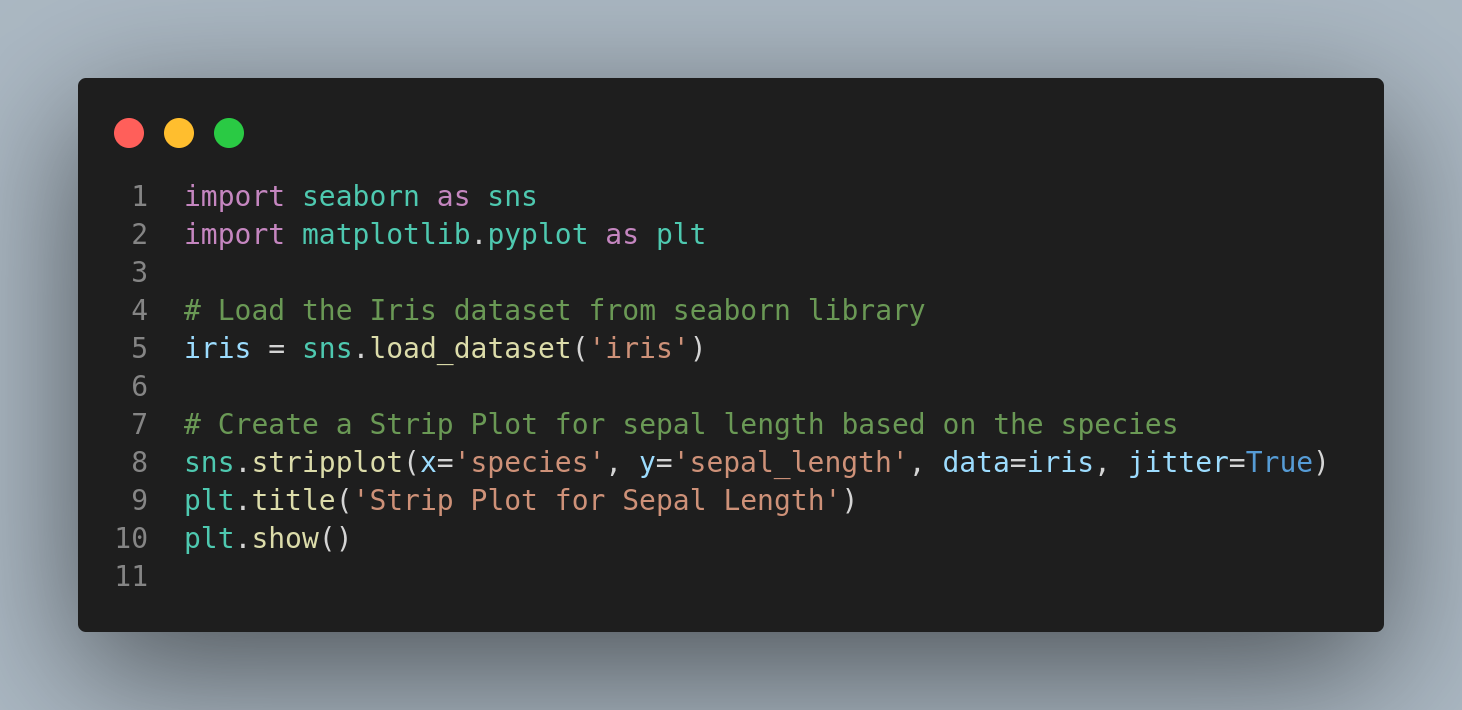 1 import seaborn as sns
2 import matplotlib.pyplot as plt
3
4 # Load the Iris dataset from seaborn library
5 iris = sns.load_dataset('iris')
6
7 # Create a Strip Plot for sepal length based on the species
8 sns.stripplot(x='species', y='sepal_length', data=iris, jitter=True)
9 plt.title('Strip Plot for Sepal Length')
10 plt.show()
11